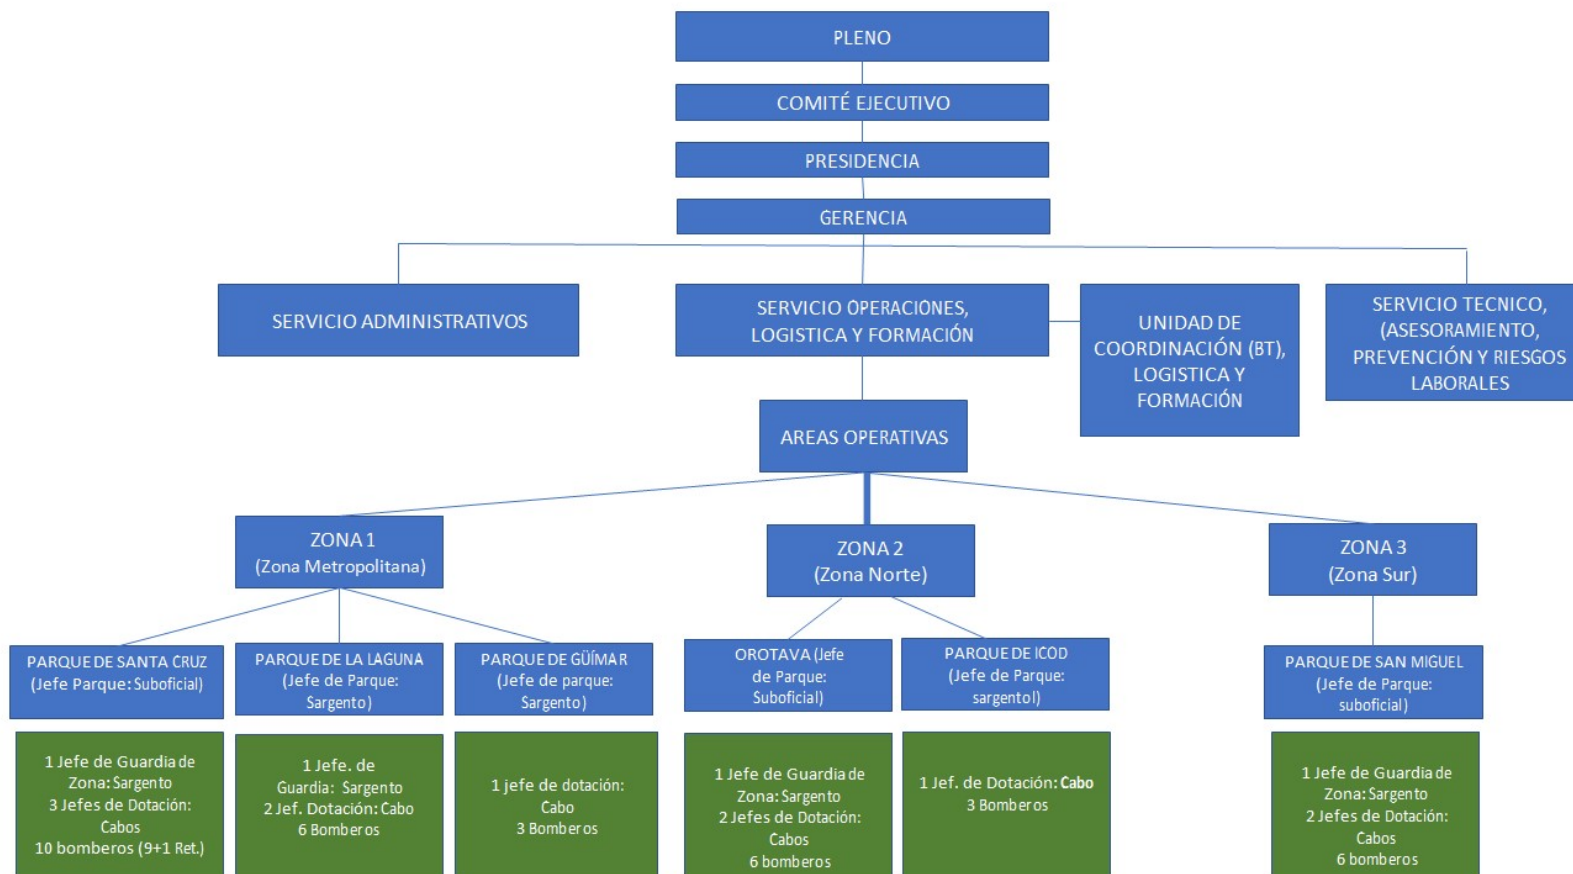 PLENO
COMITÉ EJECUTIVO
PRESIDENCIA
GERENCIA
SERVICIO ADMINISTRATIVOS
SERVICIO OPERACIONES,
LOGISTICA Y FORMACIÓN
UNIDAD DE
COORDINACIÓN (BT),
LOGISTICA Y
FORMACIÓN
SERVICIO TECNICO,
(ASESORAMIENTO,
PREVENCIÓN Y RIESGOS
LABORALES
AREAS OPERATIVAS
ZONA 1
(Zona Metropolitana)
ZONA 2
(Zona Norte)
ZONA 3
(Zona Sur)
PARQUE DE SANTA CRUZ
(Jefe Parque: Suboficial)
PARQUE DE LA LAGUNA
(Jefe de Parque:
Sargento)
PARQUE DE GÜÍMAR
(Jefe de parque:
Sargento)
OROTAVA (Jefe
de Parque:
Suboficial)
PARQUE DE ICOD
(Jefe de Parque:
sargentol)
PARQUE DE SAN MIGUEL
(Jefe de Parque:
suboficial)
1 Jefe de Guardia de
Zona: Sargento
3 Jefes de Dotación:
Cabos
10 bomberos (9+1 Ret.)
1 Jefe. de
Guardia: Sargento
2 Jef. Dotación: Cabo
6 Bomberos
1 jefe de dotación:
Cabo
3 Bomberos
1 Jefe de Guardia de
Zona: Sargento
2 Jefes de Dotación:
Cabos
6 bomberos
1 Jef. de Dotación: Cabo
3 Bomberos
1 Jefe de Guardia de
Zona: Sargento
2 Jefes de Dotación:
Cabos
6 bomberos